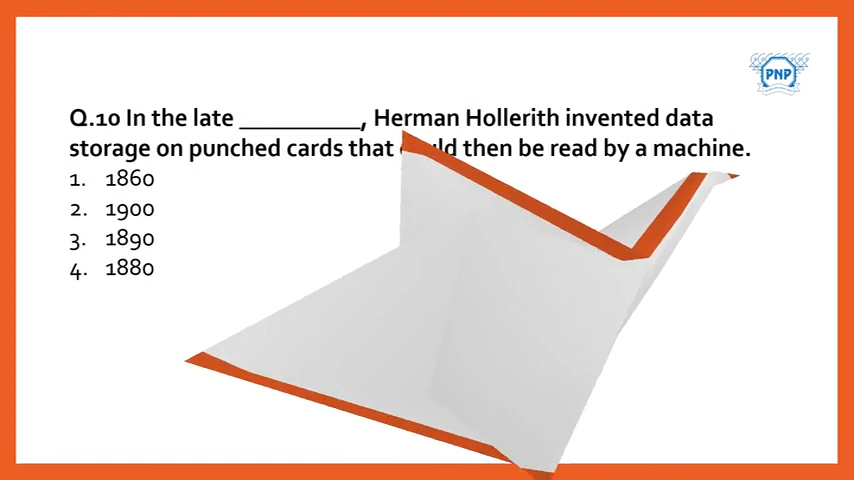 PNP
Q.10 In the late __________, Herman Hollerith invented data
storage on punched cards that then be read by a machine.
1. 1860
2. 1900
3. 1890
4. 1880